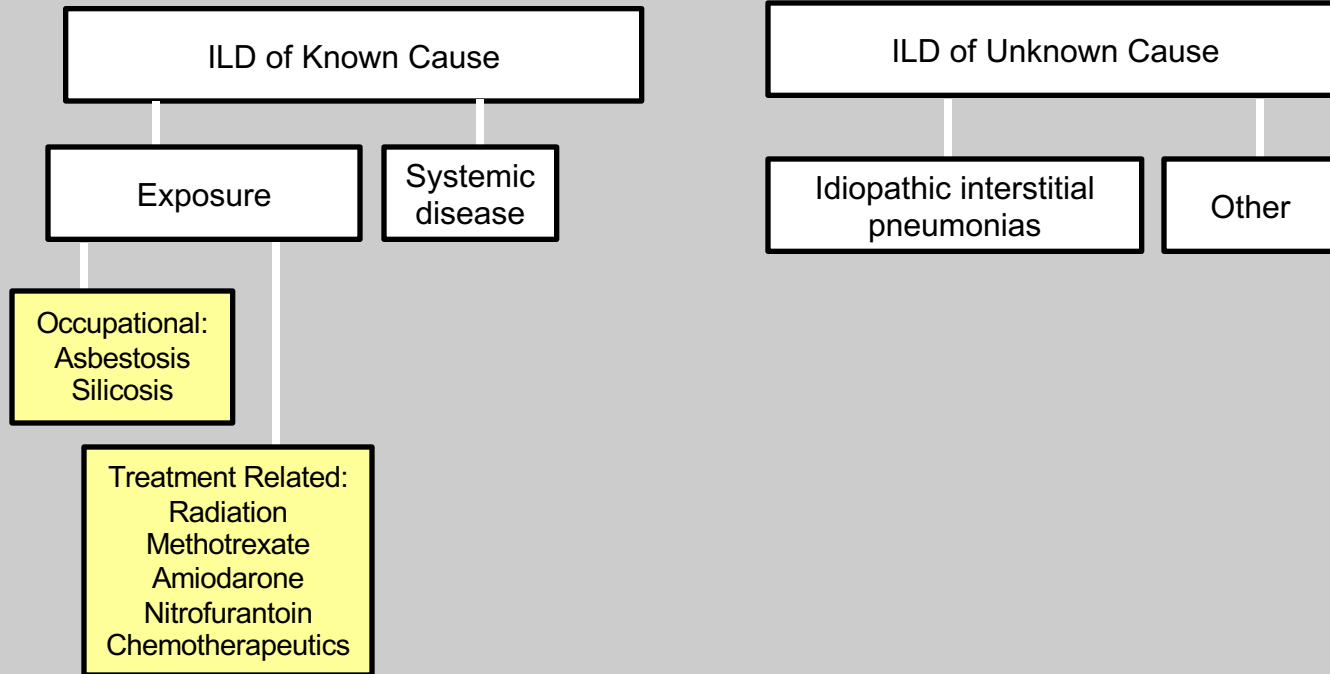 ILD of Known Cause
ILD of Unknown Cause
Exposure
Systemic
disease
Idiopathic interstitial
pneumonias
Other
Occupational:
Asbestosis
Silicosis
Treatment Related:
Radiation
Methotrexate
Amiodarone
Nitrofurantoin
Chemotherapeutics